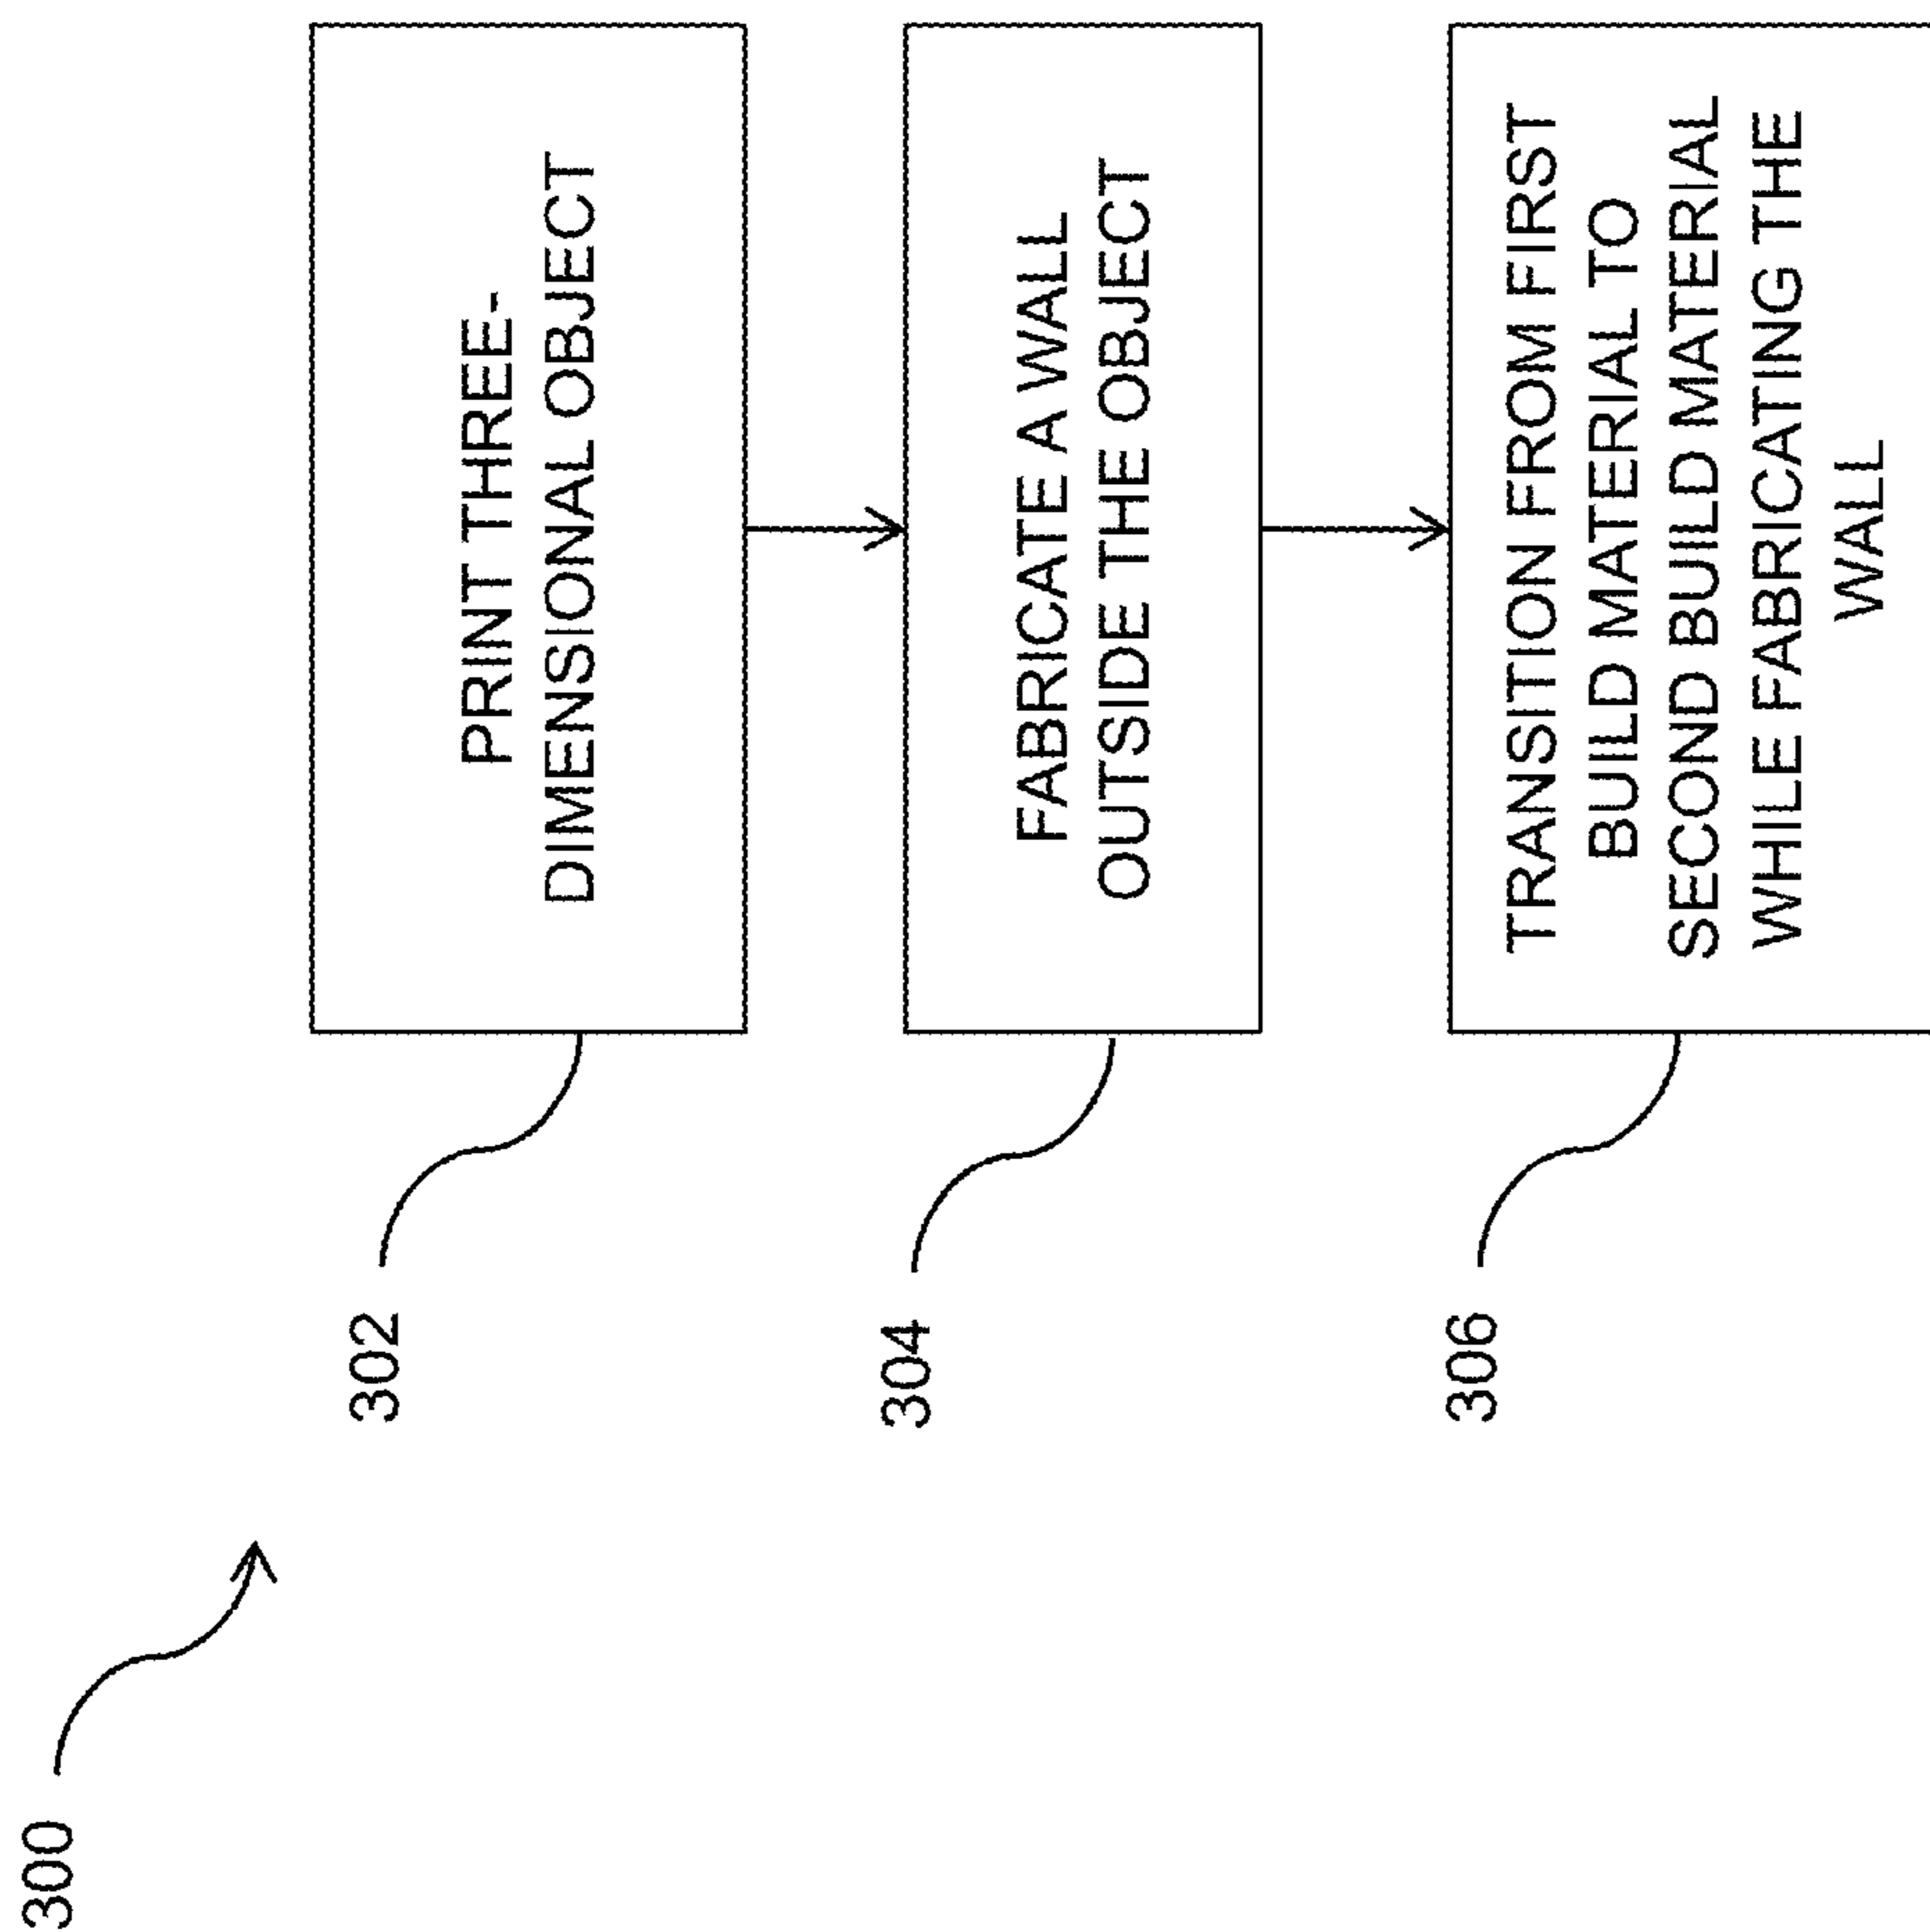 300
302
PRINT THREE-
DIMENSIONAL OBJECT
304
FABRICATE A WALL
OUTSIDE THE OBJECT
306
TRANSITION FROM FIRST
BUILD MATERIAL TO
SECOND BUILD MATERIAL
WHILE FABRICATING THE
WALL